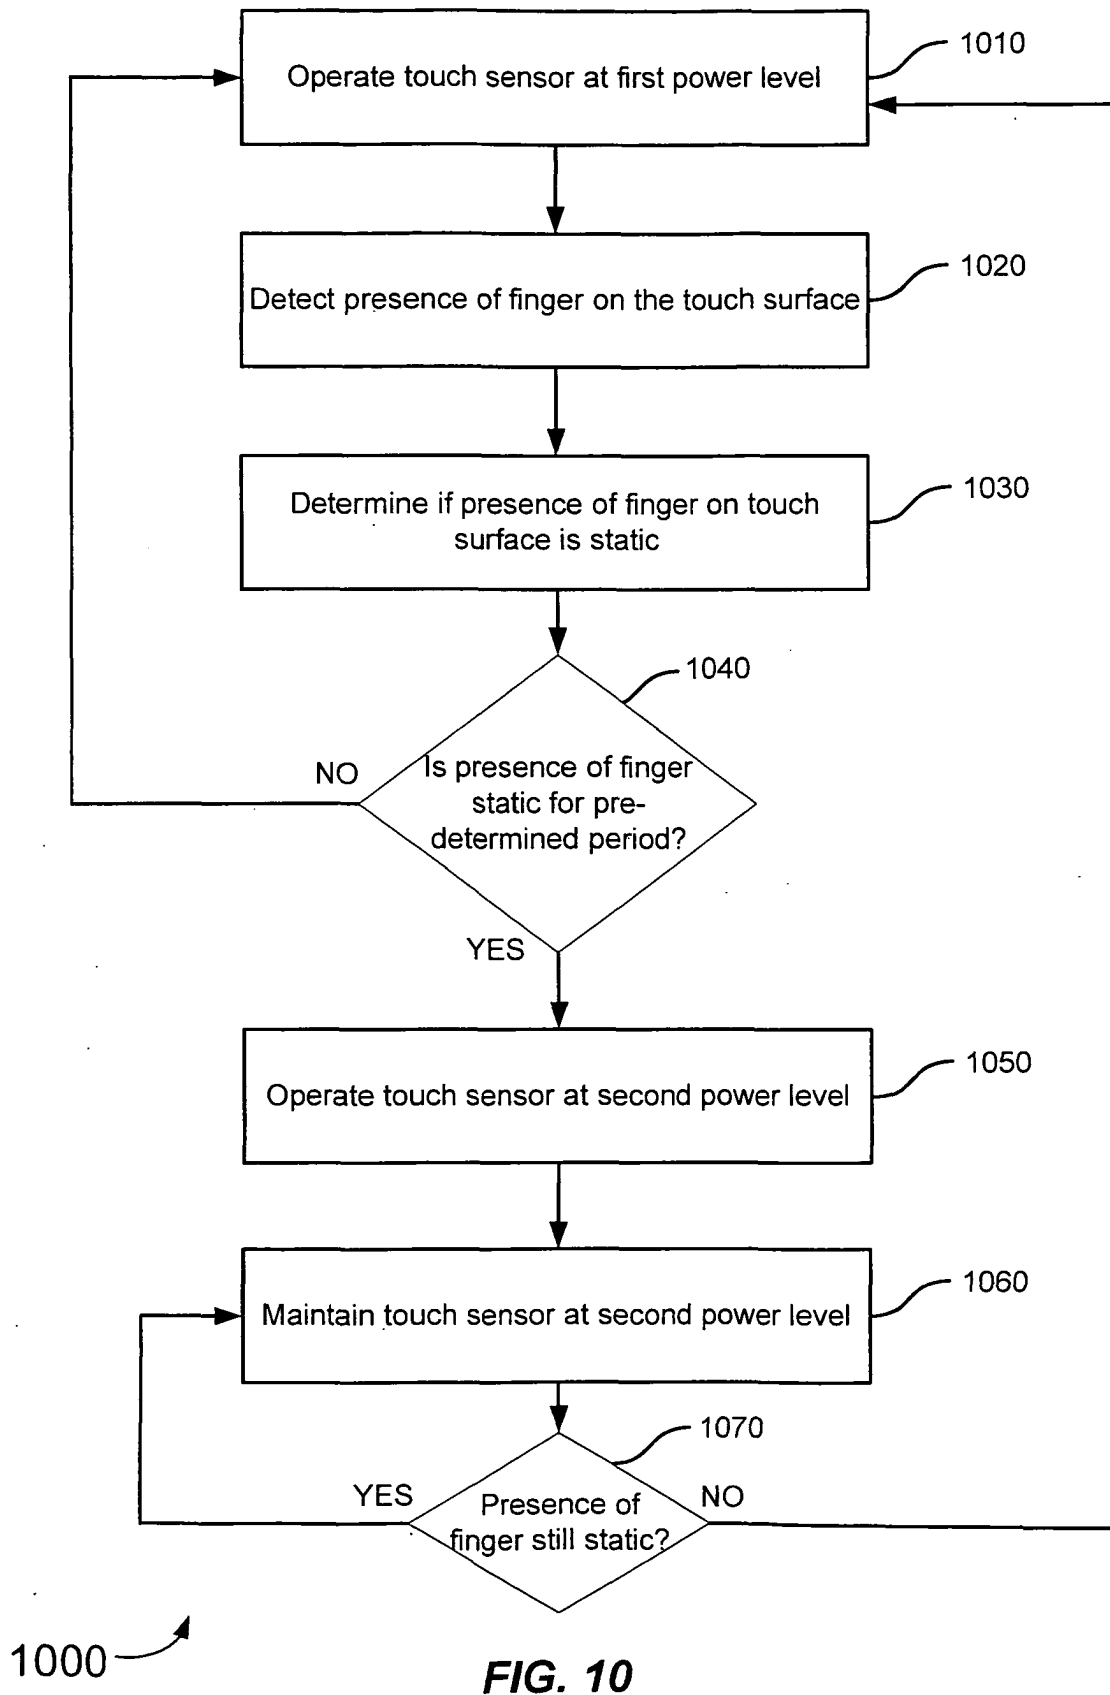 1010
Operate touch sensor at first power level
1020
Detect presence of finger on the touch surface
1030
Determine if presence of finger on touch
surface is static
1040
NO
Is presence of finger
static for pre-
determined period?
YES
1050
Operate touch sensor at second power level
1060
Maintain touch sensor at second power level
1070
YES
NO
Presence of
finger still static?
1000
FIG. 10